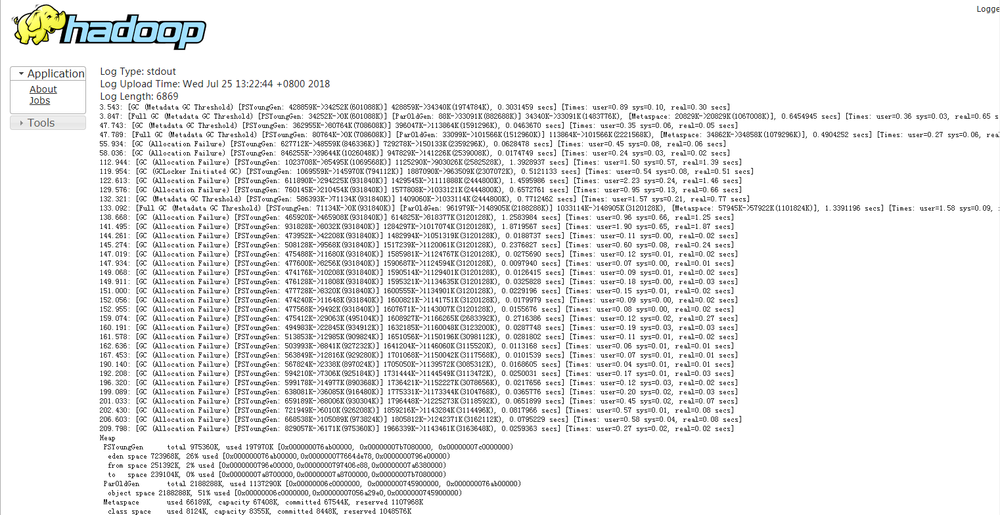 hadoop
Logge
Application
About
Jobs
Tools
Log Type: stdout
Log Upload Time: Wed Jul 25 13:22:44 +0800 2018
Log Length: 6869
3.543: [GC (Metadata GC Threshold) [PSYoungGen: 428859K->34252K(601088K)] 428859K->34340K(1974784K), 0.3031459 secs] [Times: user=0.89 sys=0.10, real=0.30 secs]
3.847: [Full GC (Metadata GC Threshold) [PSYoungGen: 34252K->0K(601088K)] [ParOldGen: 88K->33091K(882688K)] 34340K->33091K(1483776K), [Metaspace: 20829K->20829K(1067008K)], 0.6454945 secs] [Times: user=0.36 sys=0.03, real=0.65 s
47.743: [GC (Metadata GC Threshold) [PSYoungGen: 362955K->80764K(708608K)] 396047K->113864K(1591296K), 0.0463670 secs] [Times: user=0.35 sys=0.06, real=0.05 secs]
47.789: [Full GC (Metadata GC Threshold) [PSYoungGen: 80764K->0K(708608K)] [ParOldGen: 33099K->101566K(1512960K)] 113864K->101566K(2221568K), [Metaspace: 34862K->34858K(1079296K)], 0.4904252 secs] [Times: user=0.27 sys=0.06, rea
55.934: [GC (Allocation Failure) [PSYoungGen: 627712K->48559K(846336K)] 729278K->150133K(2359296K), 0.0628478 secs] [Times: user=0.45 sys=0.08, real=0.06 secs]
58.036: [GC (Allocation Failure) [PSYoungGen: 846255K->39644K(1026048K)] 947829K->141226K(2539008K), 0.0174749 secs] [Times: user=0.24 sys=0.03, real=0.02 secs]
112.944: [GC (Allocation Failure) [PSYoungGen: 1023708K->85495K(1069568K)] 1125290K->903026K(2582528K), 1.3928937 secs] [Times: user=1.50 sys=0.57, real=1.39 secs]
119.954: [GC (GCLocker Initiated GC) [PSYoungGen: 1069559K->145970K(794112K)] 1887090K->963509K(2307072K), 0.5121133 secs] [Times: user=0.54 sys=0.08, real=0.51 secs]
122.613: [GC (Allocation Failure) [PSYoungGen: 611890K->294225K(931840K)] 1429545K->1111888K(2444800K), 1.4595986 secs] [Times: user=2.23 sys=0.24, real=1.46 secs]
129.576: [GC (Allocation Failure) [PSYoungGen: 760145K->210454K(931840K)] 1577808K->1033121K(2444800K), 0.6572761 secs] [Times: user=0.95 sys=0.13, real=0.66 secs]
132.321: [GC (Metadata GC Threshold) [PSYoungGen: 586393K->71134K(931840K)] 1409060K->1033114K(2444800K), 0.7712462 secs] [Times: user=1.57 sys=0.21, real=0.77 secs]
133.092: [Full GC (Metadata GC Threshold) [PSYoungGen: 71134K->0K(931840K)] [ParOldGen: 961979K->148905K(2188288K)] 1033114K->148905K(3120128K), [Metaspace: 57945K->57922K(1101824K)], 1.3391196 secs] [Times: user=1.58 sys=0.09,
138.668: [GC (Allocation Failure) [PSYoungGen: 465920K->465908K(931840K)] 614825K->818377K(3120128K), 1.2583984 secs] [Times: user=0.96 sys=0.66, real=1.25 secs]
141.495: [GC (Allocation Failure) [PSYoungGen: 931828K->8032K(931840K)] 1284297K->1017074K(3120128K), 1.8719567 secs] [Times: user=1.90 sys=0.65, real=1.87 secs]
144.261: [GC (Allocation Failure) [PSYoungGen: 473952K->42208K(931840K)] 1482994K->1051319K(3120128K), 0.0188737 secs] [Times: user=0.11 sys=0.00, real=0.02 secs]
145.274: [GC (Allocation Failure) [PSYoungGen: 508128K->9568K(931840K)] 1517239K->1120061K(3120128K), 0.2376827 secs] [Times: user=0.60 sys=0.08, real=0.24 secs]
147.019: [GC (Allocation Failure) [PSYoungGen: 475488K->11680K(931840K)] 1585981K->1124767K(3120128K), 0.0275690 secs] [Times: user=0.12 sys=0.01, real=0.02 secs]
147.934: [GC (Allocation Failure) [PSYoungGen: 477600K->8256K(931840K)] 1590687K->1124594K(3120128K), 0.0097940 secs] [Times: user=0.07 sys=0.00, real=0.01 secs]
149.068: [GC (Allocation Failure) [PSYoungGen: 474176K->10208K(931840K)] 1590514K->1129401K(3120128K), 0.0126415 secs] [Times: user=0.09 sys=0.01, real=0.02 secs]
149.911: [GC (Allocation Failure) [PSYoungGen: 476128K->11808K(931840K)] 1595321K->1134635K(3120128K), 0.0325828 secs] [Times: user=0.18 sys=0.00, real=0.03 secs]
151.000: [GC (Allocation Failure) [PSYoungGen: 477728K->8320K(931840K)] 1600555K->1134901K(3120128K), 0.0229196 secs] [Times: user=0.15 sys=0.01, real=0.02 secs]
152.056: [GC (Allocation Failure) [PSYoungGen: 474240K->11648K(931840K)] 1600821K->1141751K(3120128K), 0.0179979 secs] [Times: user=0.09 sys=0.00, real=0.02 secs]
152.955: [GC (Allocation Failure) [PSYoungGen: 477568K->9492K(931840K)] 1607671K->1143007K(3120128K), 0.0155676 secs] [Times: user=0.08 sys=0.00, real=0.02 secs]
159.074: [GC (Allocation Failure) [PSYoungGen: 475412K->29063K(495104K)] 1608927K->1166265K(2683392K), 0.2716386 secs] [Times: user=0.12 sys=0.02, real=0.27 secs]
160.191: [GC (Allocation Failure) [PSYoungGen: 494983K->22845K(934912K)] 1632185K->1160048K(3123200K), 0.0287748 secs] [Times: user=0.19 sys=0.03, real=0.03 secs]
161.578: [GC (Allocation Failure) [PSYoungGen: 513853K->12985K(909824K)] 1651056K->1150196K(3098112K), 0.0281802 secs] [Times: user=0.11 sys=0.01, real=0.02 secs]
162.636: [GC (Allocation Failure) [PSYoungGen: 503993K->8841K(927232K)] 1641204K->1146060K(3115520K), 0.0113168 secs] [Times: user=0.06 sys=0.01, real=0.01 secs]
167.453: [GC (Allocation Failure) [PSYoungGen: 563849K->12816K(929280K)] 1701068K->1150042K(3117568K), 0.0101539 secs] [Times: user=0.07 sys=0.01, real=0.01 secs]
190.140: [GC (Allocation Failure) [PSYoungGen: 567824K->2338K(897024K)] 1705050K->1139572K(3085312K), 0.0168605 secs] [Times: user=0.04 sys=0.01, real=0.01 secs]
192.208: [GC (Allocation Failure) [PSYoungGen: 594210K->7306K(925184K)] 1731444K->1144549K(3113472K), 0.0250031 secs] [Times: user=0.17 sys=0.01, real=0.03 secs]
196.320: [GC (Allocation Failure) [PSYoungGen: 599178K->14977K(890368K)] 1736421K->1152227K(3078656K), 0.0217656 secs] [Times: user=0.12 sys=0.03, real=0.02 secs]
199.089: [GC (Allocation Failure) [PSYoungGen: 638081K->36085K(916480K)] 1775331K->1173344K(3104768K), 0.0365776 secs] [Times: user=0.20 sys=0.02, real=0.03 secs]
201.033: [GC (Allocation Failure) [PSYoungGen: 659189K->88006K(930304K)] 1796448K->1225273K(3118592K), 0.0651899 secs] [Times: user=0.45 sys=0.02, real=0.07 secs]
202.430: [GC (Allocation Failure) [PSYoungGen: 721949K->6010K(926208K)] 1859216K->1143284K(3114496K), 0.0817966 secs] [Times: user=0.57 sys=0.01, real=0.08 secs]
206.603: [GC (Allocation Failure) [PSYoungGen: 668538K->105089K(973824K)] 1805812K->1242371K(3162112K), 0.0795229 secs] [Times: user=0.58 sys=0.04, real=0.08 secs]
209.798: [GC (Allocation Failure) [PSYoungGen: 829057K->6171K(975360K)] 1966339K->1143461K(3163648K), 0.0259363 secs] [Times: user=0.27 sys=0.02, real=0.02 secs]
Heap
PSYoungGen total 975360K, used 197970K [0x000000076ab00000, 0x00000007b7080000, 0x00000007c0000000)
eden space 723968K, 26% used [0x000000076ab00000,0x000000077664de78,0x0000000796e00000)
from space 251392K, 2% used [0x0000000796e00000,0x0000000797406c88,0x00000007a6380000)
to space 239104K, 0% used [0x00000007a8700000,0x00000007a8700000,0x00000007b7080000)
ParOldGen total 2188288K, used 1137290K [0x00000006c0000000, 0x0000000745900000, 0x000000076ab00000)
object space 2188288K, 51% used [0x00000006c0000000,0x00000007056a29e0,0x0000000745900000)
Metaspace used 66189K, capacity 67408K, committed 67544K, reserved 1107968K
class space used 8124K, capacity 8355K, committed 8448K, reserved 1048576K